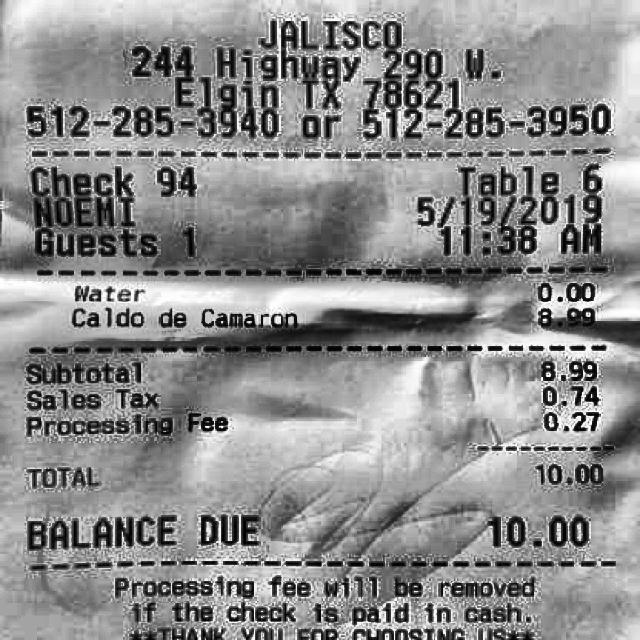 JALISCO
244 Highway 290 W.
Elgin TX 78621
512-285-3940 or 512-285-3950
Check 94 Table 6
NOEMI 5/19/2019
Guests 1 11:38 AM
Water 0.00
Caldo de Camaron 8.99
Subtotal 8.99
Sales Tax 0.74
Processing Fee 0.27
TOTAL 10.00
BALANCE DUE 10.00
Processing fee will be removed
if the check is paid in cash.
**THANK YOU FOR CHOOSING US**